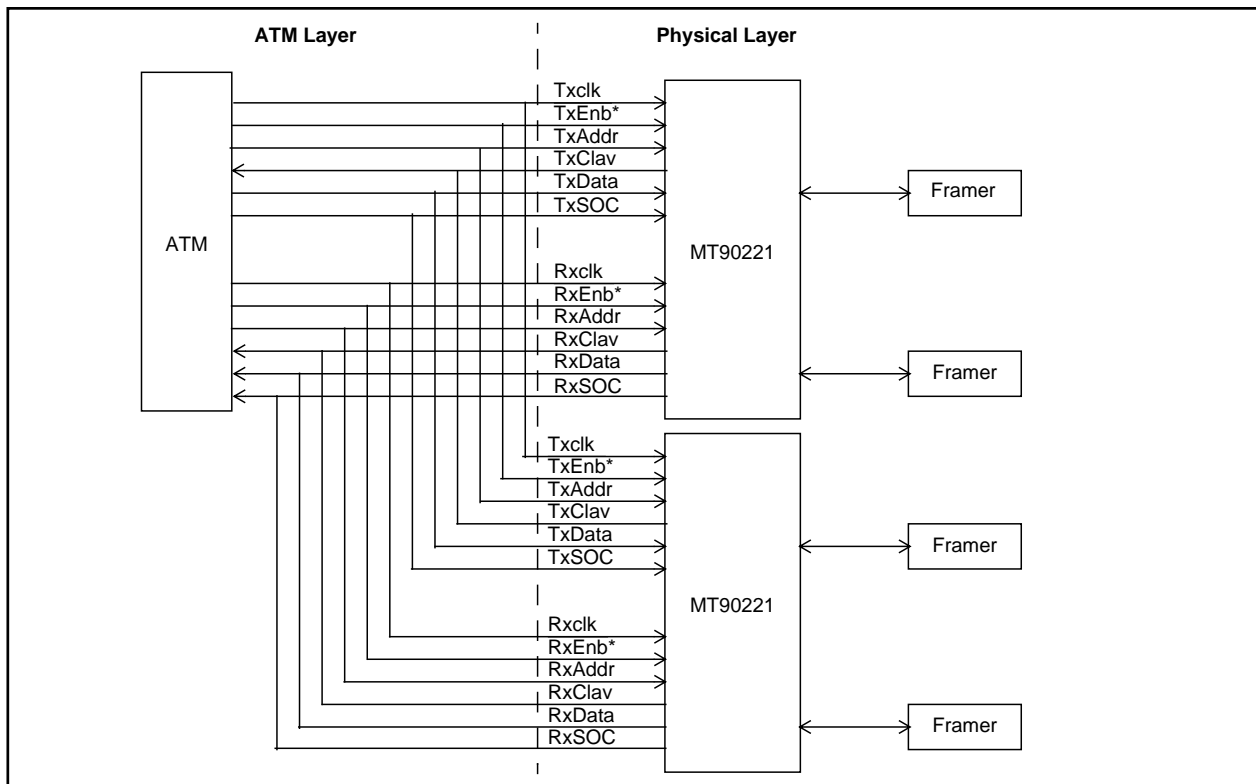 ATM Layer
Physical Layer
ATM
Txclk
TxEnb*
TxAddr
TxClav
TxData
TxSOC
Rxclk
RxEnb*
RxAddr
RxClav
RxData
RxSOC
MT90221
Framer
Framer
Txclk
TxEnb*
TxAddr
TxClav
TxData
TxSOC
Rxclk
RxEnb*
RxAddr
RxClav
RxData
RxSOC
MT90221
Framer
Framer